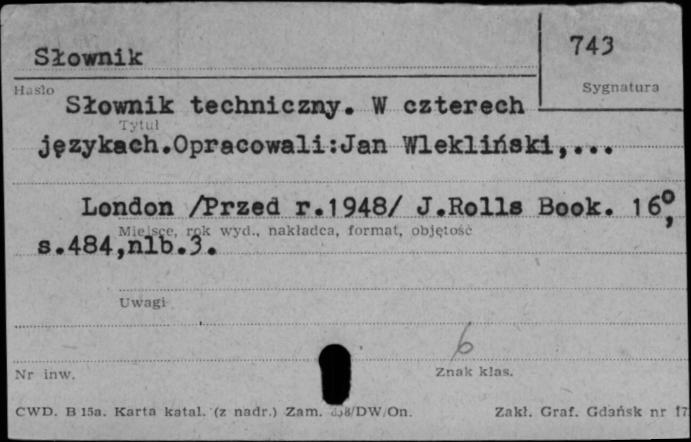 Słownik
743
Hasło
Sygnatura
Słownik techniczny. W czterech
Tytuł
językach.Opracowali:Jan Wlekliński,...
London /Przed r.1948/ J.Rolls Book. 16°,
Miejsce, rok wyd., nakładca, format, objętość
s.484,nlb.3.
Uwagi
6
Nr inw.
Znak klas.
CWD. B 15a. Karta katal. (z nadr.) Zam. /DW/On.
Zakł. Graf. Gdańsk nr